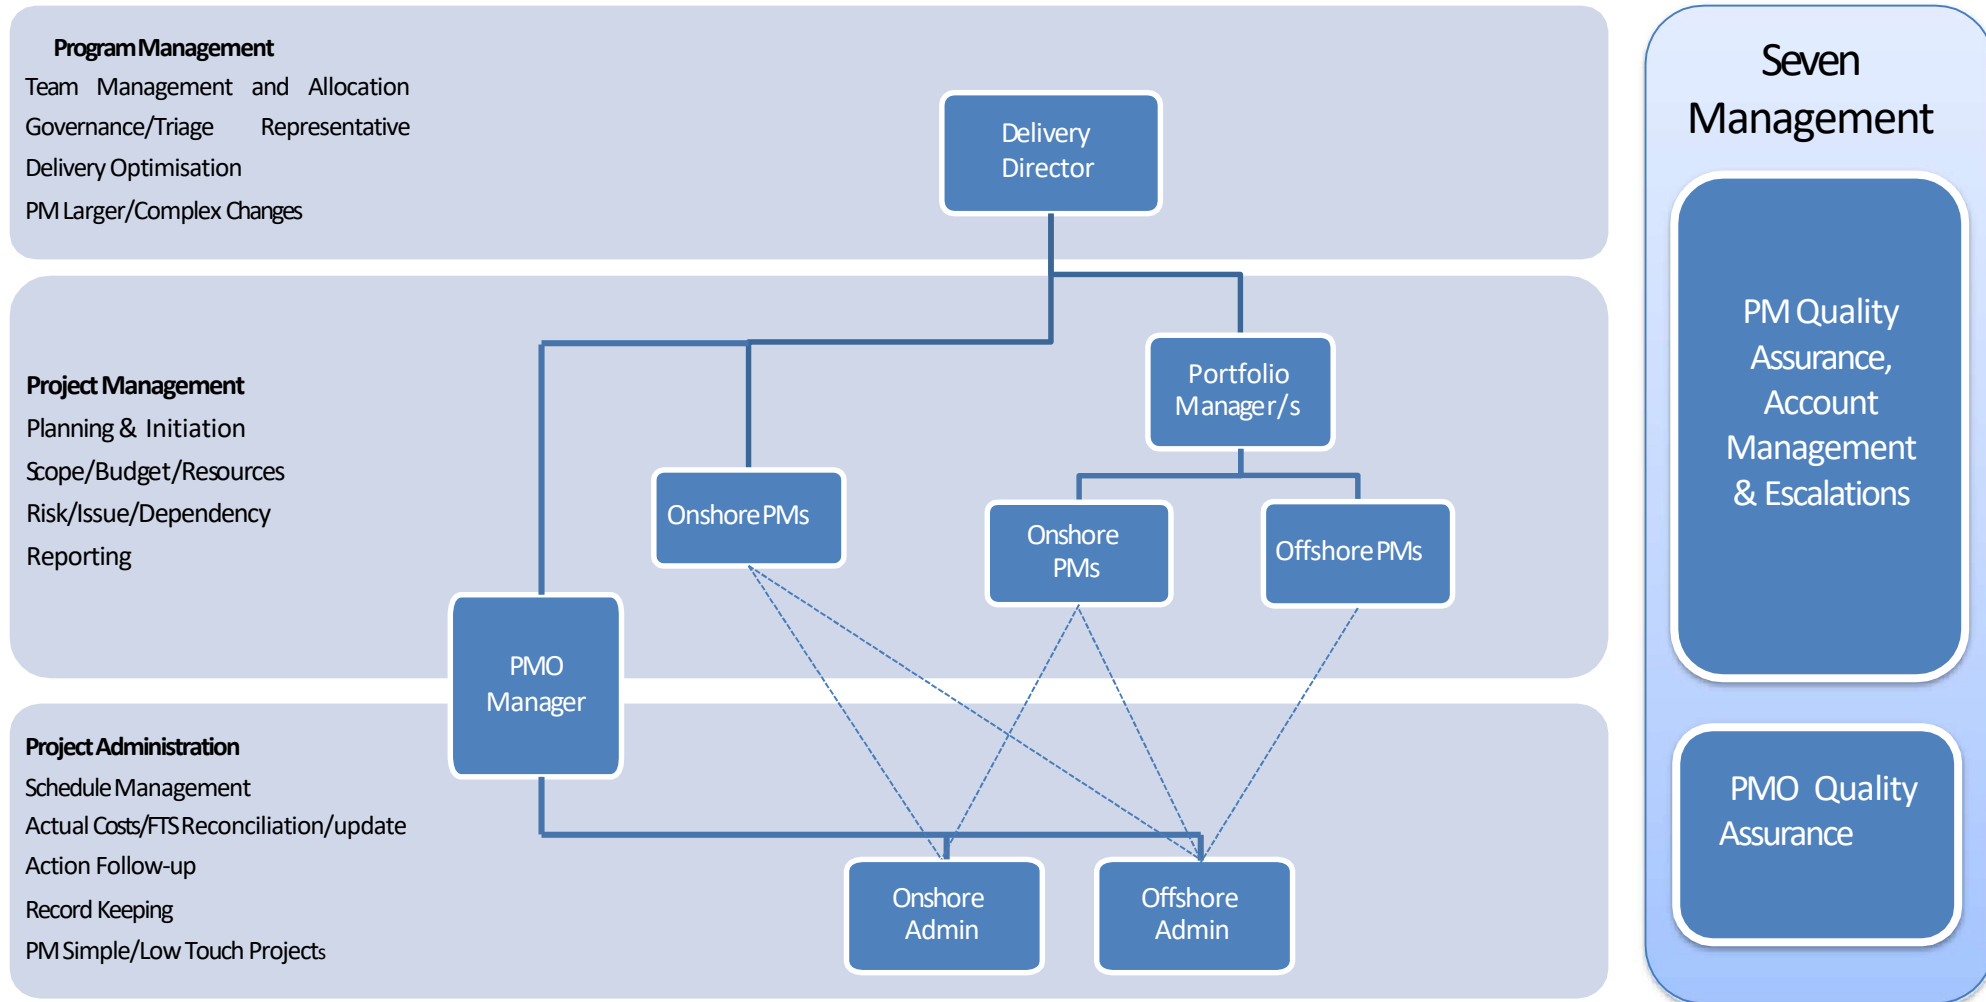 Program Management
Team Management and Allocation
Governance/Triage Representative
Delivery Optimisation
PM Larger/Complex Changes
Delivery
Director
Project Management
Planning & Initiation
Scope/Budget/Resources
Risk/Issue/Dependency
Reporting
Portfolio
Manager/s
Onshore PMs
Onshore
PMs
Offshore PMs
PMO
Manager
Project Administration
Schedule Management
Actual Costs/FTS Reconciliation/update
Action Follow-up
Record Keeping
PM Simple/Low Touch Projects
Onshore
Admin
Offshore
Admin
Seven
Management
PM Quality
Assurance,
Account
Management
& Escalations
PMO Quality
Assurance